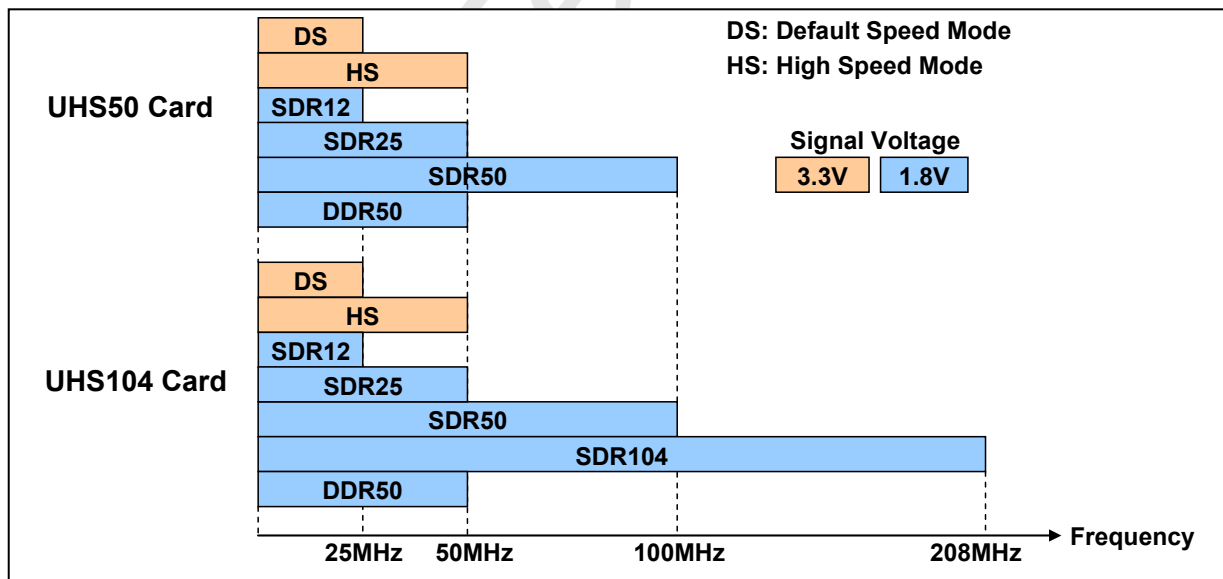 DS: Default Speed Mode
HS: High Speed Mode
Signal Voltage
3.3V 1.8V
UHS50 Card
DS
HS
SDR12
SDR25
SDR50
DDR50
UHS104 Card
DS
HS
SDR12
SDR25
SDR50
SDR104
DDR50
25MHz 50MHz 100MHz 208MHz
Frequency